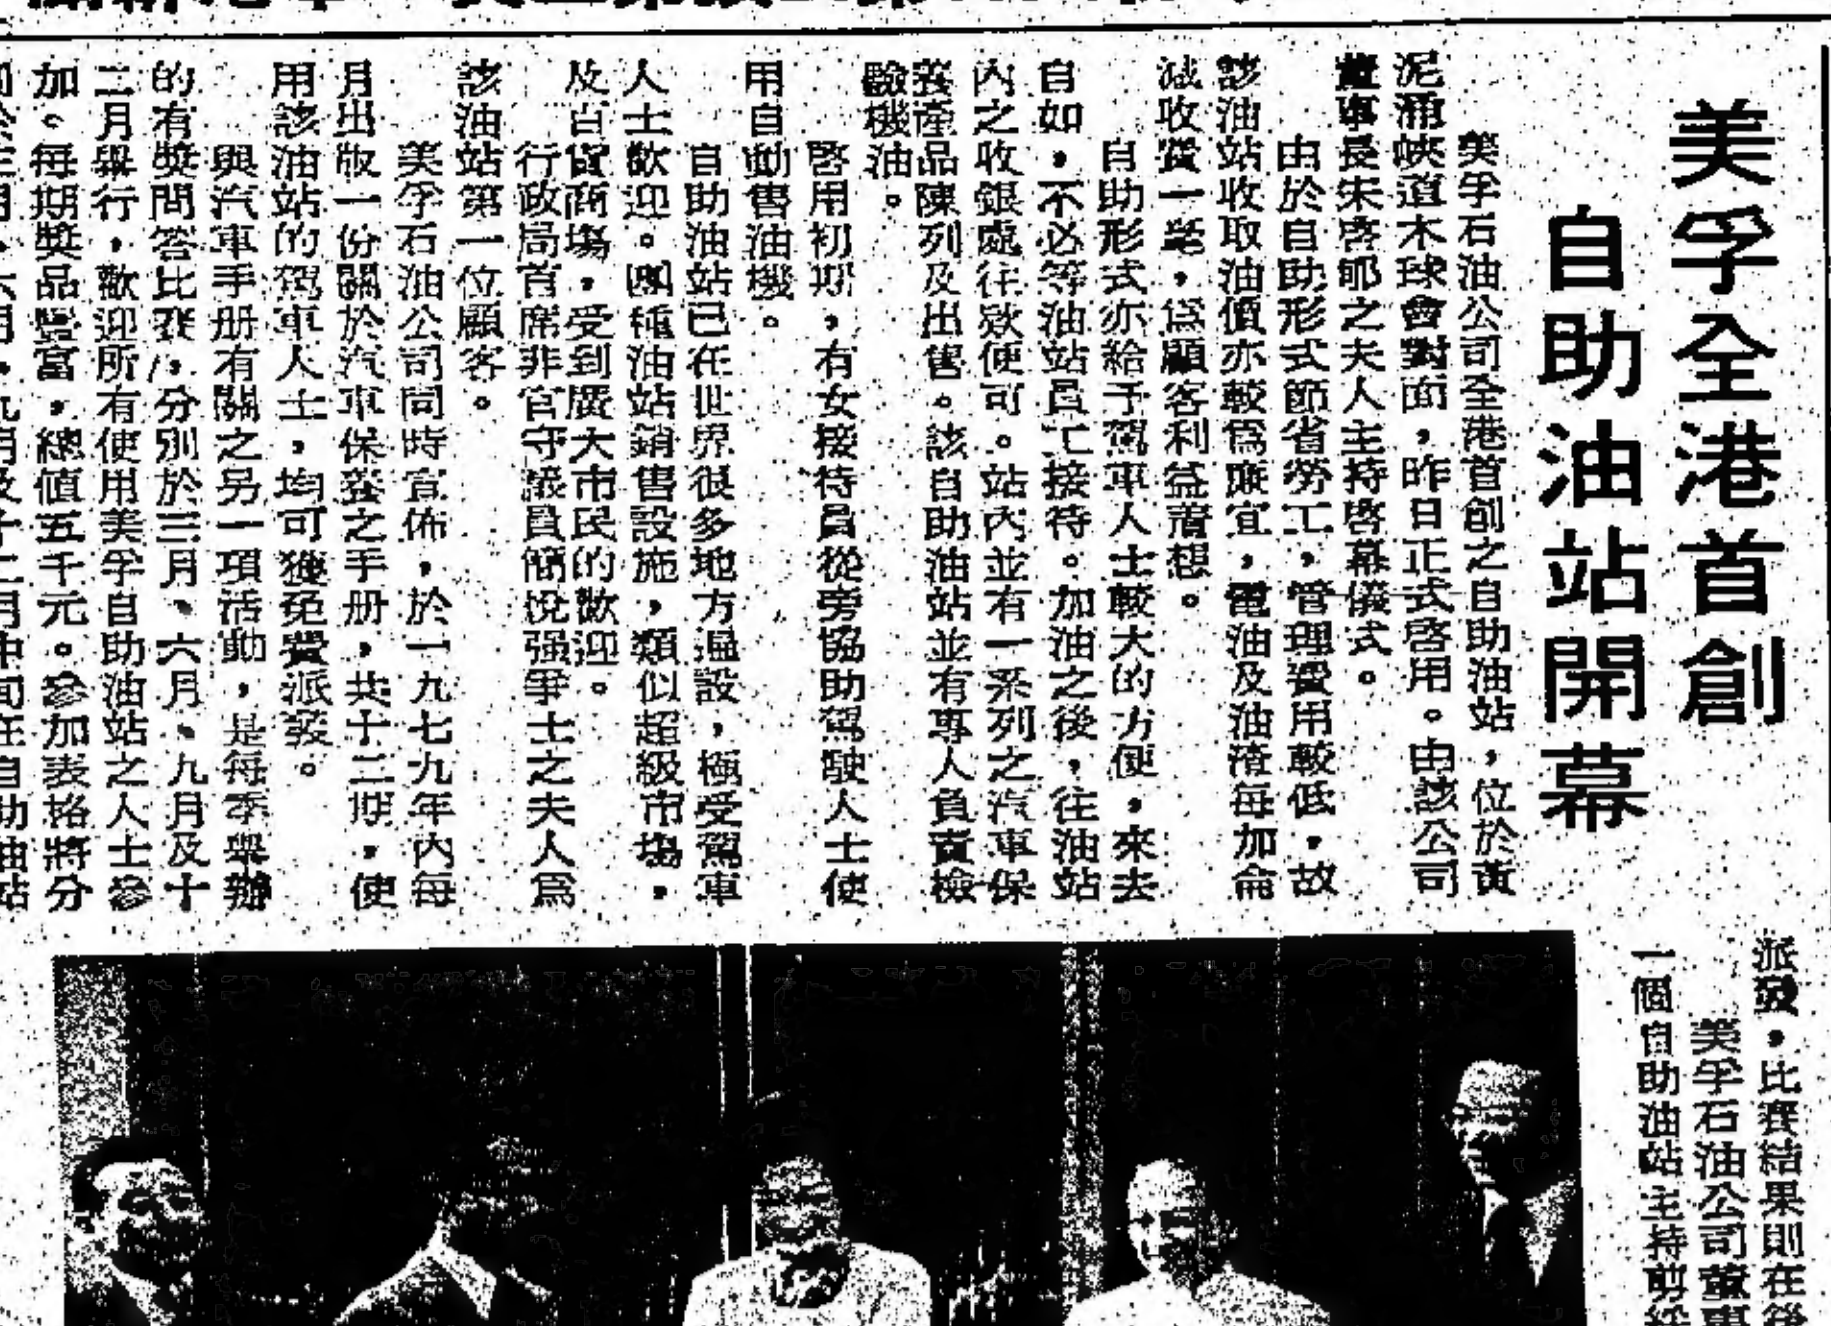 美孚全港首創
自助油站開幕
美孚石油公司全港首創之自助油站，位於黃
泥涌峽道木球會對面，昨日正式啓用。由該公司
董事長朱啓郇之夫人主持啓幕儀式。
由於自助形式節省勞工，管理費用較低，故
該油站收取油價亦較爲廉宜，電油及油渣每加侖
減收費一毫，爲顧客利益着想。
自助形式亦給予駕車人士較大的方便，來去
自如，不必等油站員工接待。加油之後，往油站
內之收銀處往欵便可。站內並有一系列之汽車保
養產品陳列及出售。該自助油站並有專人負責檢
驗機油。
啓用初期，有女接待員從旁協助駕駛人士使
用自動售油機。
自助油站已在世界很多地方溫設，極受駕車
人士歡迎。這種油站銷售設施，類似超級市場，
及百貨商場，受到廣大市民的歡迎。
行政局首席非官守議員簡悅强爭士之夫人爲
該油站第一位顧客。
美孚石油公司同時宣佈，於一九七九年內每
月出版一份關於汽車保養之手册，共十二期，使
用該油站的駕車人士，均可獲免費派發。
與汽車手册有關之另一項活動，是每季舉辦
的有獎問答比賽，分別於三月、六月、九月及十
二月舉行，歡迎所有使用美孚自助油站之人士參
加。每期獎品豐富，總值五千元。參加表格將分
月、六月、九月及十二月中間在自助油站
派發，比賽結果則在後
美孚石油公司董事
一個自助油站主持剪綵